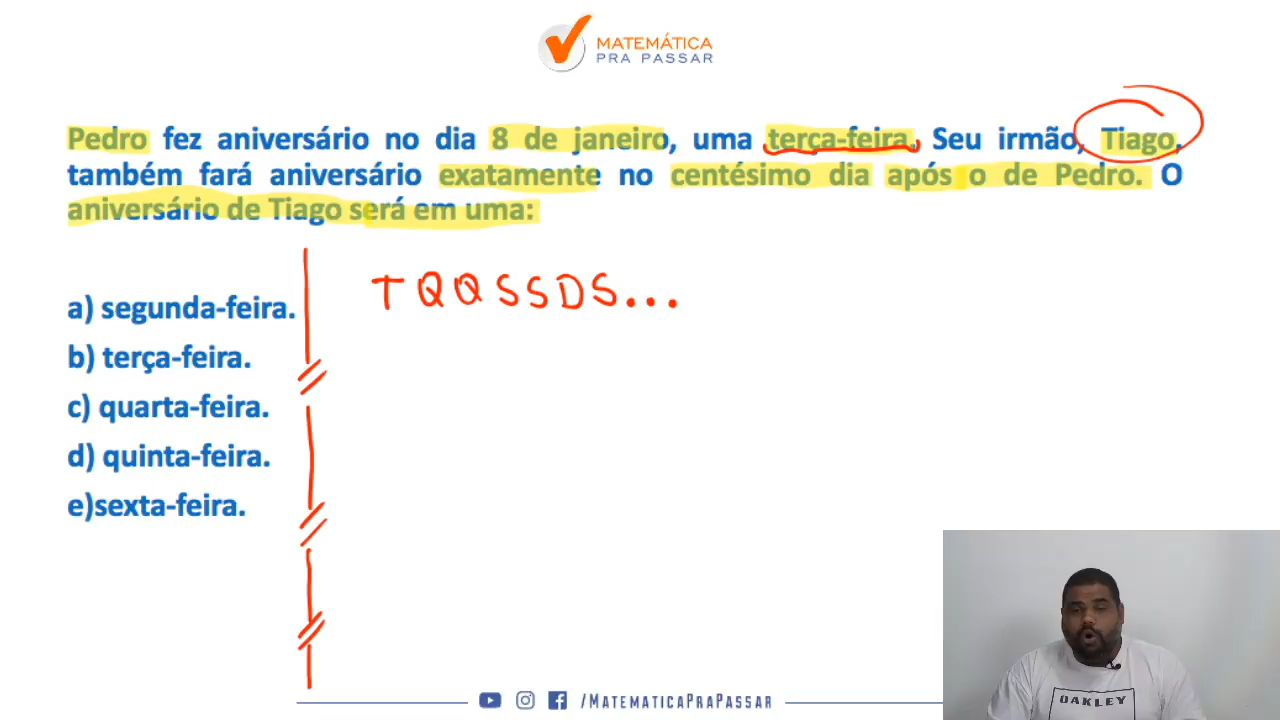 MATEMÁTICA
PRA PASSAR
Pedro fez aniversário no dia 8 de janeiro, uma terça-feira. Seu irmão, Tiago,
também fará aniversário exatamente no centésimo dia após o de Pedro. O
aniversário de Tiago será em uma:
T Q Q S S D S...
a) segunda-feira.
b) terça-feira.
c) quarta-feira.
d) quinta-feira.
e)sexta-feira.
OAKLEY
/MATEMATICAPRAPASSAR